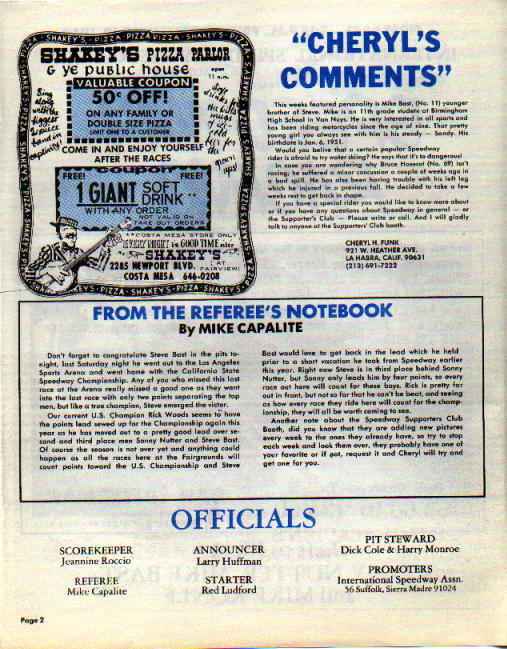 SHAKEY'S PIZZA PARLOR
& ye public house
open
11 a.m.
VALUABLE COUPON
50¢ OFF!
ON ANY FAMILY OR
DOUBLE SIZE PIZZA
LIMIT ONE TO A CUSTOMER
COME IN AND ENJOY YOURSELF
AFTER THE RACES
coupon
FREE! FREE!
1 GIANT SOFT
DRINK
WITH ANY ORDER
NOT VALID ON
TAKE OUT ORDERS
COSTA MESA STORE ONLY
EVERY NIGHT is GOOD TIME nite
SHAKEY'S
2285 NEWPORT BLVD. ( AT
FAIRVIEW )
COSTA MESA 646-0208
"CHERYL'S
COMMENTS"
This weeks featured personality is Mike Bast, (No. 11) younger
brother of Steve. Mike is an 11th grade student at Birmingham
High School in Van Nuys. He is very interested in all sports and
has been riding motorcycles since the age of nine. That pretty
young girl you always see with him is his steady — Sandy. His
birthdate is Jan. 6, 1951.
Would you belive that a certain popular Speedway
rider is afraid to try water skiing? He says that it's dangerous!
In case you are wondering why Bruce Hassent (No. 89) isn't
racing; he suffered a minor concussion a couple of weeks ago in
a bad spill. He has also been having trouble with his left leg
which he injured in a previous fall. He decided to take a few
weeks rest to get back in shape.
If you have a special rider you would like to know more about
or if you have any questions about Speedway in general — or
the Supporter's Club — Please write or call. And I will gladly
talk to anyone at the Supporters' Club booth.
CHERYL H. FUNK
921 W. HEATHER AVE.
LA HABRA, CALIF. 90631
(213) 691-7222
FROM THE REFEREE'S NOTEBOOK
By MIKE CAPALITE
Don't forget to congratulate Steve Bast in the pits to-
night, last Saturday night he went out to the Los Angeles
Sports Arena and went home with the California State
Speedway Championship. Any of you who missed this last
race at the Arena really missed a good one as they went
into the last race with only two points separating the top
men, but like a true champion, Steve emerged the victor.
Our current U.S. Champion Rick Woods seems to have
the points lead sewed up for the Championship again this
year as he has moved out to a pretty good lead over se-
cond and third place men Sonny Nutter and Steve Bast.
Of course the season is not over yet and anything could
happen as all the races here at the Fairgrounds will
count points toward the U.S. Championship and Steve
Bast would love to get back in the lead which he held
prior to a short vacation he took from Speedway earlier
this year. Right now Steve is in third place behind Sonny
Nutter, but Sonny only leads him by four points, so every
race out here will count for these boys. Rick is pretty far
out in front, but not so far that he can't be beat, and seeing
as how every race they ride here will count for the champ-
ionship, they will all be worth coming to see.
Another note about the Speedway Supporters Club
Booth, did you know that they are adding new pictures
every week to the ones they already have, so try to stop
each week and look them over, they probably have one of
your favorite or if not, request it and Cheryl will try and
get one for you.
OFFICIALS
SCOREKEEPER
Jeannine Roccio
REFEREE
Mike Capalite
ANNOUNCER
Larry Huffman
STARTER
Red Ludford
PIT STEWARD
Dick Cole & Harry Monroe
PROMOTERS
International Speedway Assn.
56 Suffolk, Sierra Madre 91024
Page 2